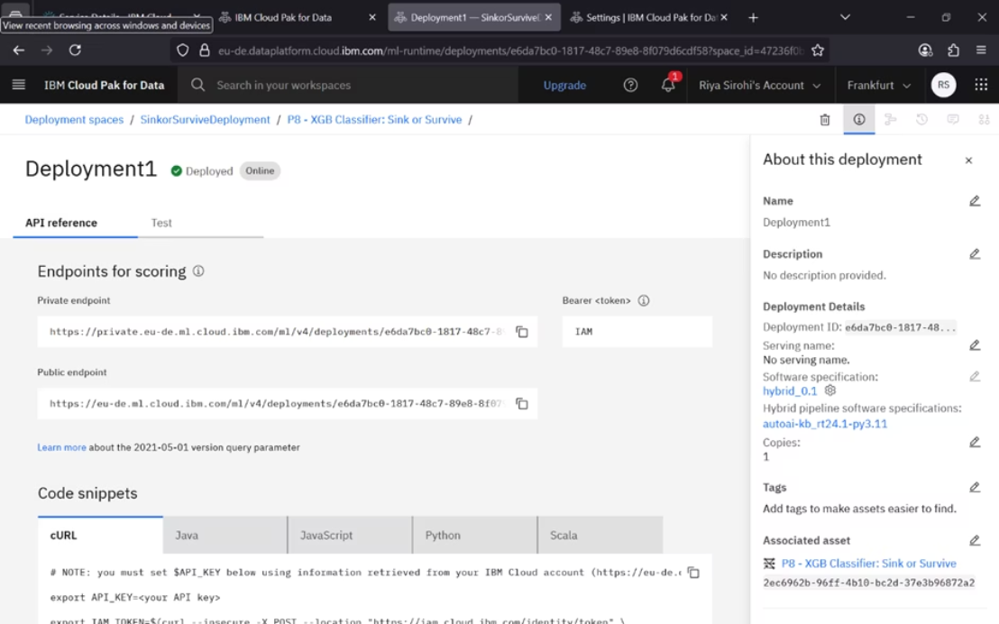 Service Details - IBM Cloud
IBM Cloud Pak for Data
Deployment1 — SinkorSurviveD
Settings | IBM Cloud Pak for Dat
View recent browsing across windows and devices
eu-de.dataplatform.cloud.ibm.com/ml-runtime/deployments/e6da7bc0-1817-48c7-89e8-8f079d6cdf58?space_id=47236f0b
IBM Cloud Pak for Data
Search in your workspaces
Upgrade
1
Riya Sirohi's Account
Frankfurt
RS
Deployment spaces / SinkorSurviveDeployment / P8 - XGB Classifier: Sink or Survive /
Deployment1
Deployed
Online
API reference
Test
Endpoints for scoring
Private endpoint
https://private.eu-de.ml.cloud.ibm.com/ml/v4/deployments/e6da7bc0-1817-48c7-8
Bearer <token>
IAM
Public endpoint
https://eu-de.ml.cloud.ibm.com/ml/v4/deployments/e6da7bc0-1817-48c7-89e8-8f07
Learn more about the 2021-05-01 version query parameter
Code snippets
cURL
Java
JavaScript
Python
Scala
# NOTE: you must set $API_KEY below using information retrieved from your IBM Cloud account (https://eu-de.
export API_KEY=<your API key>
export IAM_TOKEN=$(curl --insecure -X POST --location "https://iam.cloud.ibm.com/identity/token" \
About this deployment
Name
Deployment1
Description
No description provided.
Deployment Details
Deployment ID: e6da7bc0-1817-48...
Serving name:
No serving name.
Software specification:
hybrid_0.1
Hybrid pipeline software specifications:
autoai-kb_rt24.1-py3.11
Copies:
1
Tags
Add tags to make assets easier to find.
Associated asset
P8 - XGB Classifier: Sink or Survive
2ec6962b-96ff-4b10-bc2d-37e3b96872a2